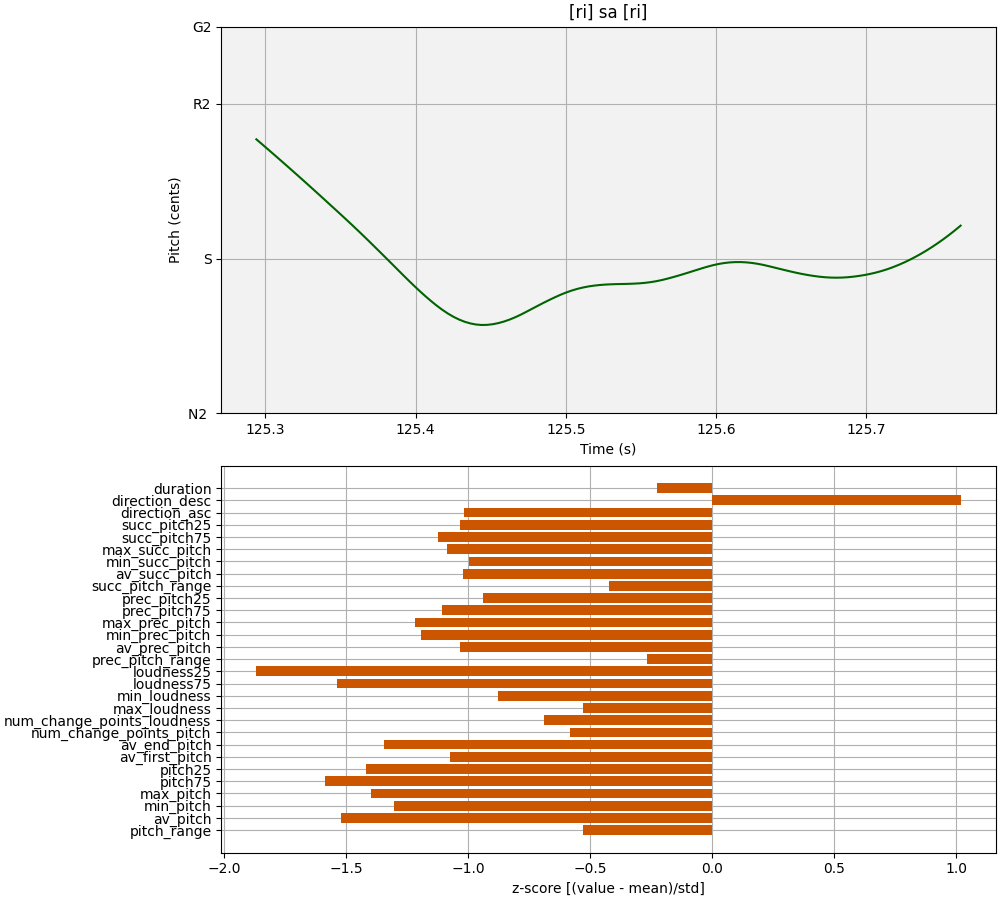 [ri] sa [ri]
G2
R2
S
N2
Pitch (cents)
125.3 125.4 125.5 125.6 125.7
Time (s)
duration
direction_desc
direction_asc
succ_pitch25
succ_pitch75
max_succ_pitch
min_succ_pitch
av_succ_pitch
succ_pitch_range
prec_pitch25
prec_pitch75
max_prec_pitch
min_prec_pitch
av_prec_pitch
prec_pitch_range
loudness25
loudness75
min_loudness
max_loudness
num_change_points_loudness
num_change_points_pitch
av_end_pitch
av_first_pitch
pitch25
pitch75
max_pitch
min_pitch
av_pitch
pitch_range
−2.0 −1.5 −1.0 −0.5 0.0 0.5 1.0
z-score [(value - mean)/std]